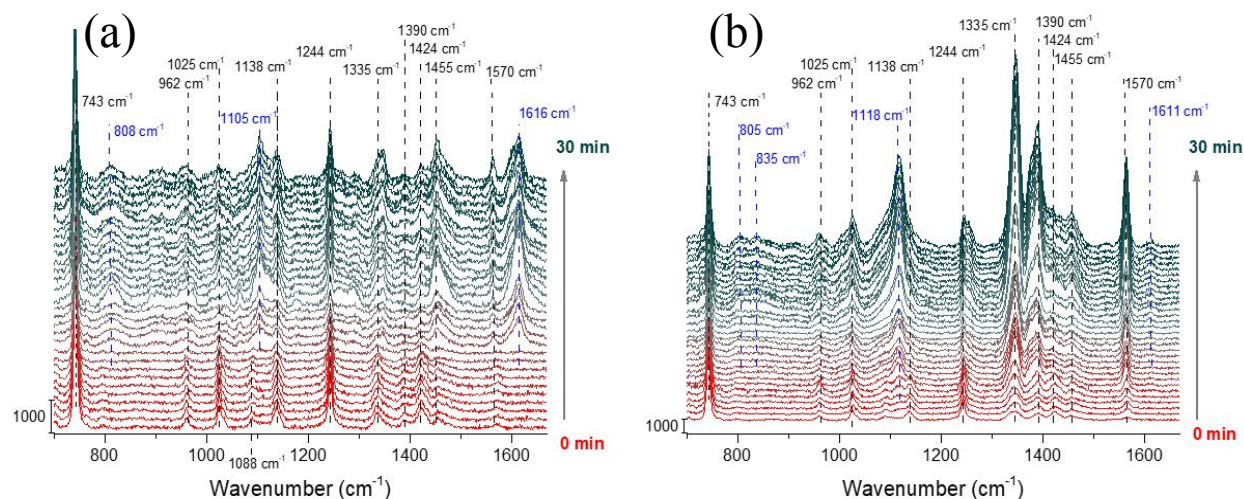 (a)
1390 cm⁻¹
1025 cm⁻¹
1244 cm⁻¹
1424 cm⁻¹
1138 cm⁻¹
1335 cm⁻¹
1455 cm⁻¹
1570 cm⁻¹
962 cm⁻¹
743 cm⁻¹
808 cm⁻¹
1105 cm⁻¹
1616 cm⁻¹
30 min
0 min
1000
1088 cm⁻¹
800
1000
1200
1400
1600
Wavenumber (cm⁻¹)
(b)
1335 cm⁻¹
1390 cm⁻¹
1424 cm⁻¹
1025 cm⁻¹
1138 cm⁻¹
1244 cm⁻¹
1455 cm⁻¹
962 cm⁻¹
1570 cm⁻¹
743 cm⁻¹
805 cm⁻¹
1118 cm⁻¹
1611 cm⁻¹
835 cm⁻¹
30 min
0 min
1000
800
1000
1200
1400
1600
Wavenumber (cm⁻¹)